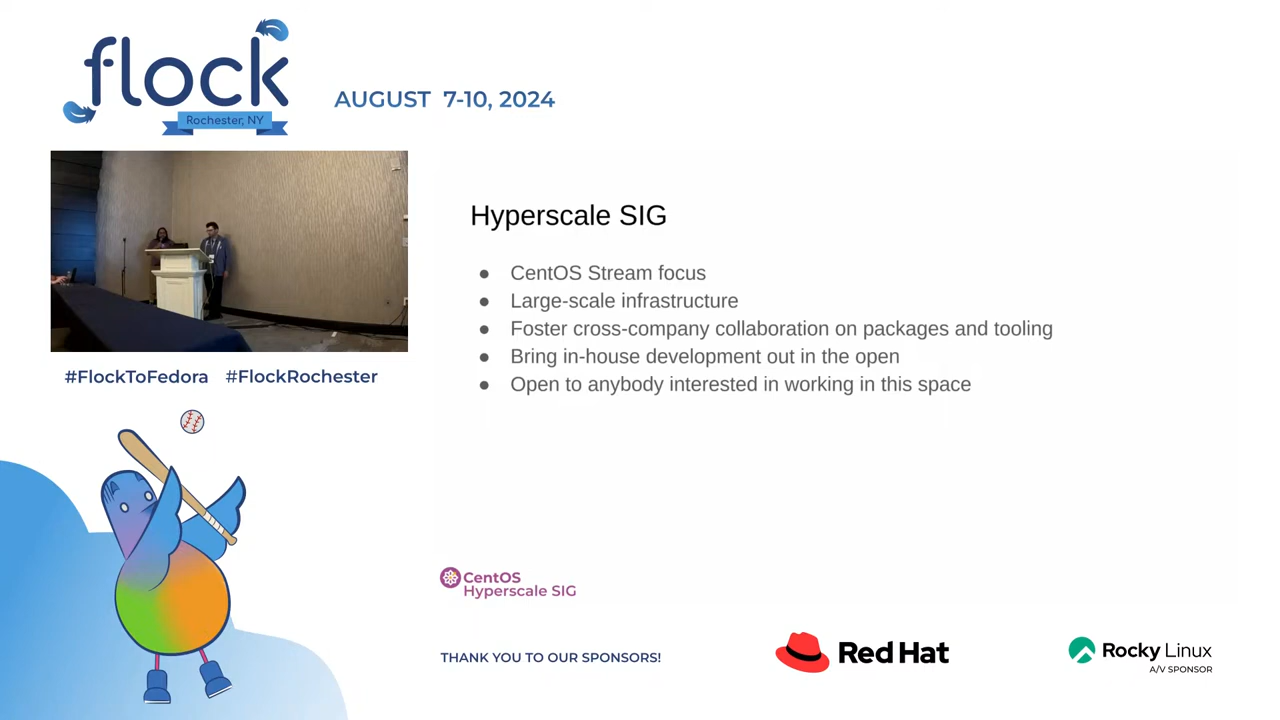 flock
Rochester, NY
AUGUST 7-10, 2024
#FlockToFedora #FlockRochester
Hyperscale SIG
● CentOS Stream focus
● Large-scale infrastructure
● Foster cross-company collaboration on packages and tooling
● Bring in-house development out in the open
● Open to anybody interested in working in this space
CentOS
Hyperscale SIG
THANK YOU TO OUR SPONSORS!
Red Hat
Rocky Linux
A/V SPONSOR